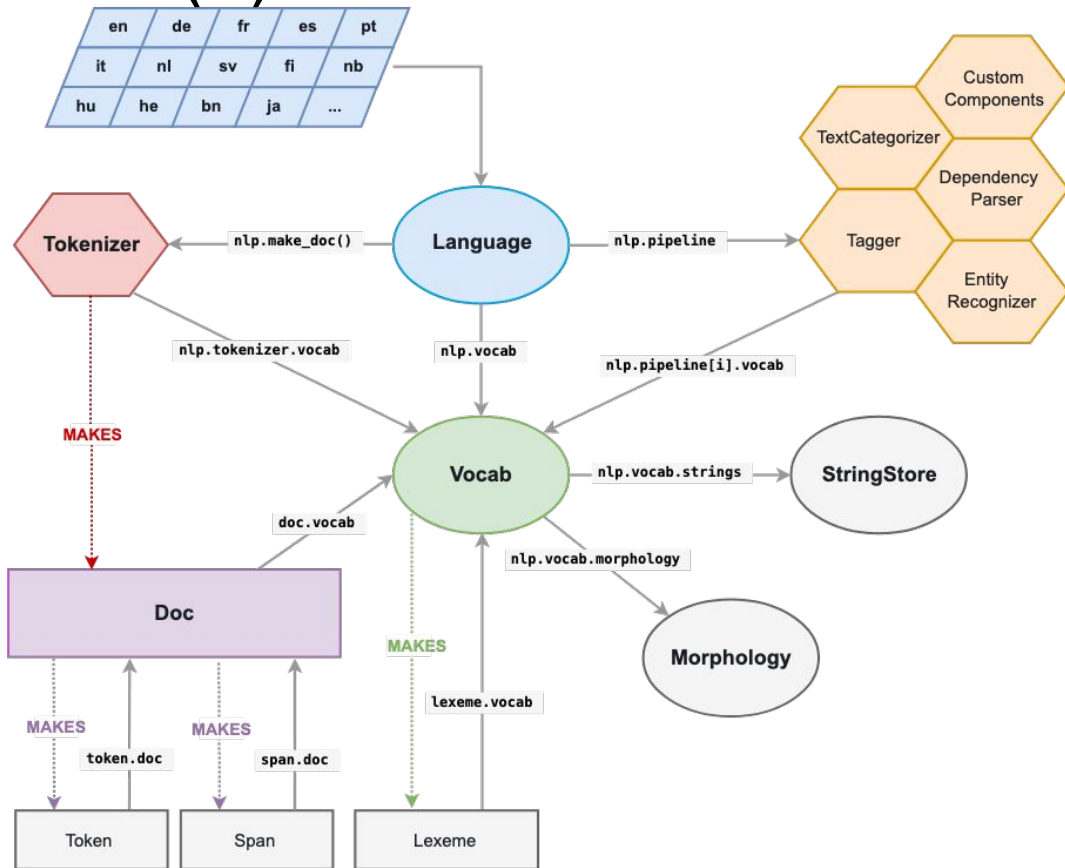 en de fr es pt
it nl sv fi nb
hu he bn ja ...
Custom
Components
TextCategorizer
Dependency
Parser
Tokenizer
nlp.make_doc()
Language
nlp.pipeline
Tagger
Entity
Recognizer
nlp.tokenizer.vocab
nlp.vocab
nlp.pipeline[i].vocab
MAKES
Vocab
nlp.vocab.strings
StringStore
doc.vocab
nlp.vocab.morphology
Doc
MAKES
Morphology
lexeme.vocab
MAKES
MAKES
token.doc
span.doc
Token
Span
Lexeme